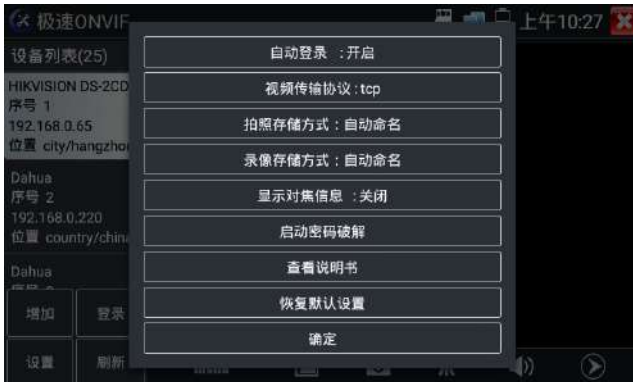 极速ONVIF
上午10:27
设备列表(25)
HIKVISION DS-2CD
序号 1
192.168.0.65
位置 city/hangzho
Dahua
序号 2
192.168.0.220
位置 country/china
Dahua
增加
登录
设置
刷新
自动登录 :开启
视频传输协议:tcp
拍照存储方式:自动命名
录像存储方式:自动命名
显示对焦信息 :关闭
启动密码破解
查看说明书
恢复默认设置
确定